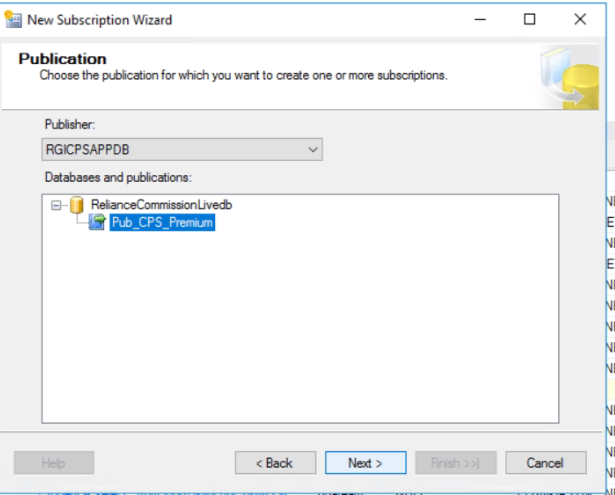 New Subscription Wizard
Publication
Choose the publication for which you want to create one or more subscriptions.
Publisher:
RGICPSAPPDB
Databases and publications:
RelianceCommissionLivedb
Pub_CPS_Premium
Help
< Back
Next >
Finish >>|
Cancel